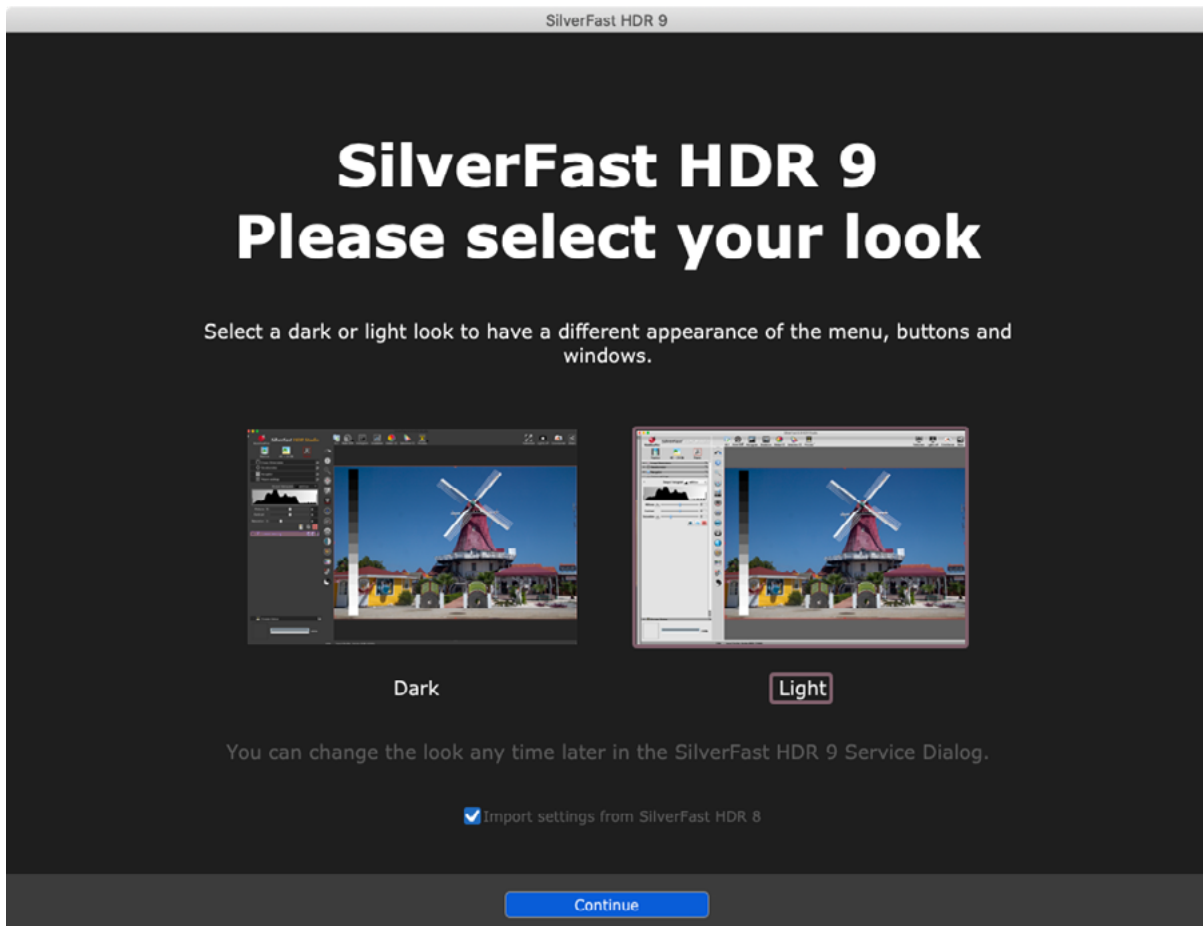 SilverFast HDR 9
SilverFast HDR 9
Please select your look
Select a dark or light look to have a different appearance of the menu, buttons and
windows.
Dark
Light
You can change the look any time later in the SilverFast HDR 9 Service Dialog.
Import settings from SilverFast HDR 8
Continue